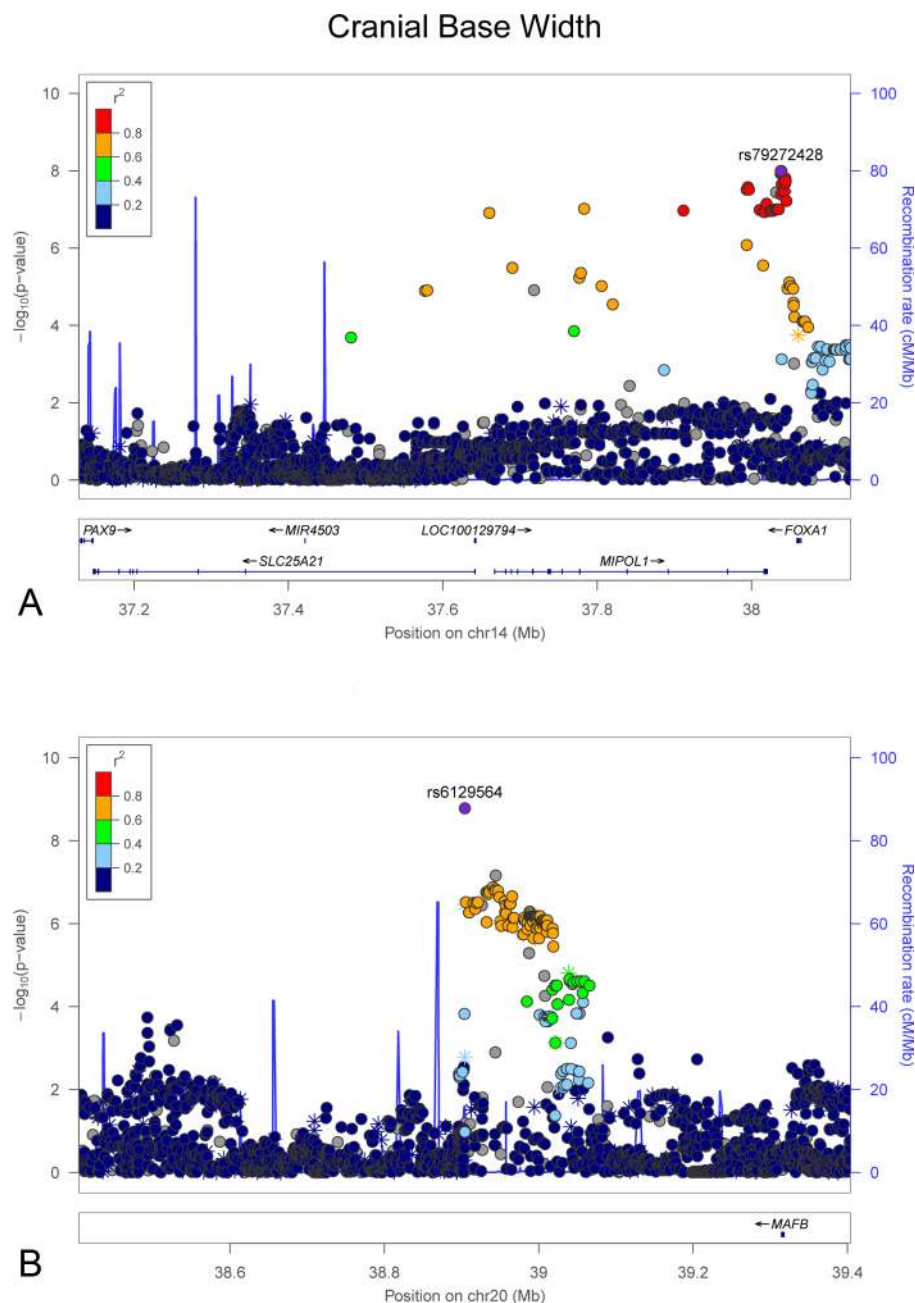 Cranial Base Width
r²
0.8
0.6
0.4
0.2
rs79272428
10
8
6
4
2
0
−log10(p−value)
100
80
60
40
20
0
Recombination rate (cM/Mb)
PAX9
MIR4503
LOC100129794
FOXA1
SLC25A21
MIPOL1
A
37.2
37.4
37.6
37.8
38
Position on chr14 (Mb)
r²
0.8
0.6
0.4
0.2
rs6129564
10
8
6
4
2
0
−log10(p−value)
100
80
60
40
20
0
Recombination rate (cM/Mb)
MAFB
B
38.6
38.8
39
39.2
39.4
Position on chr20 (Mb)